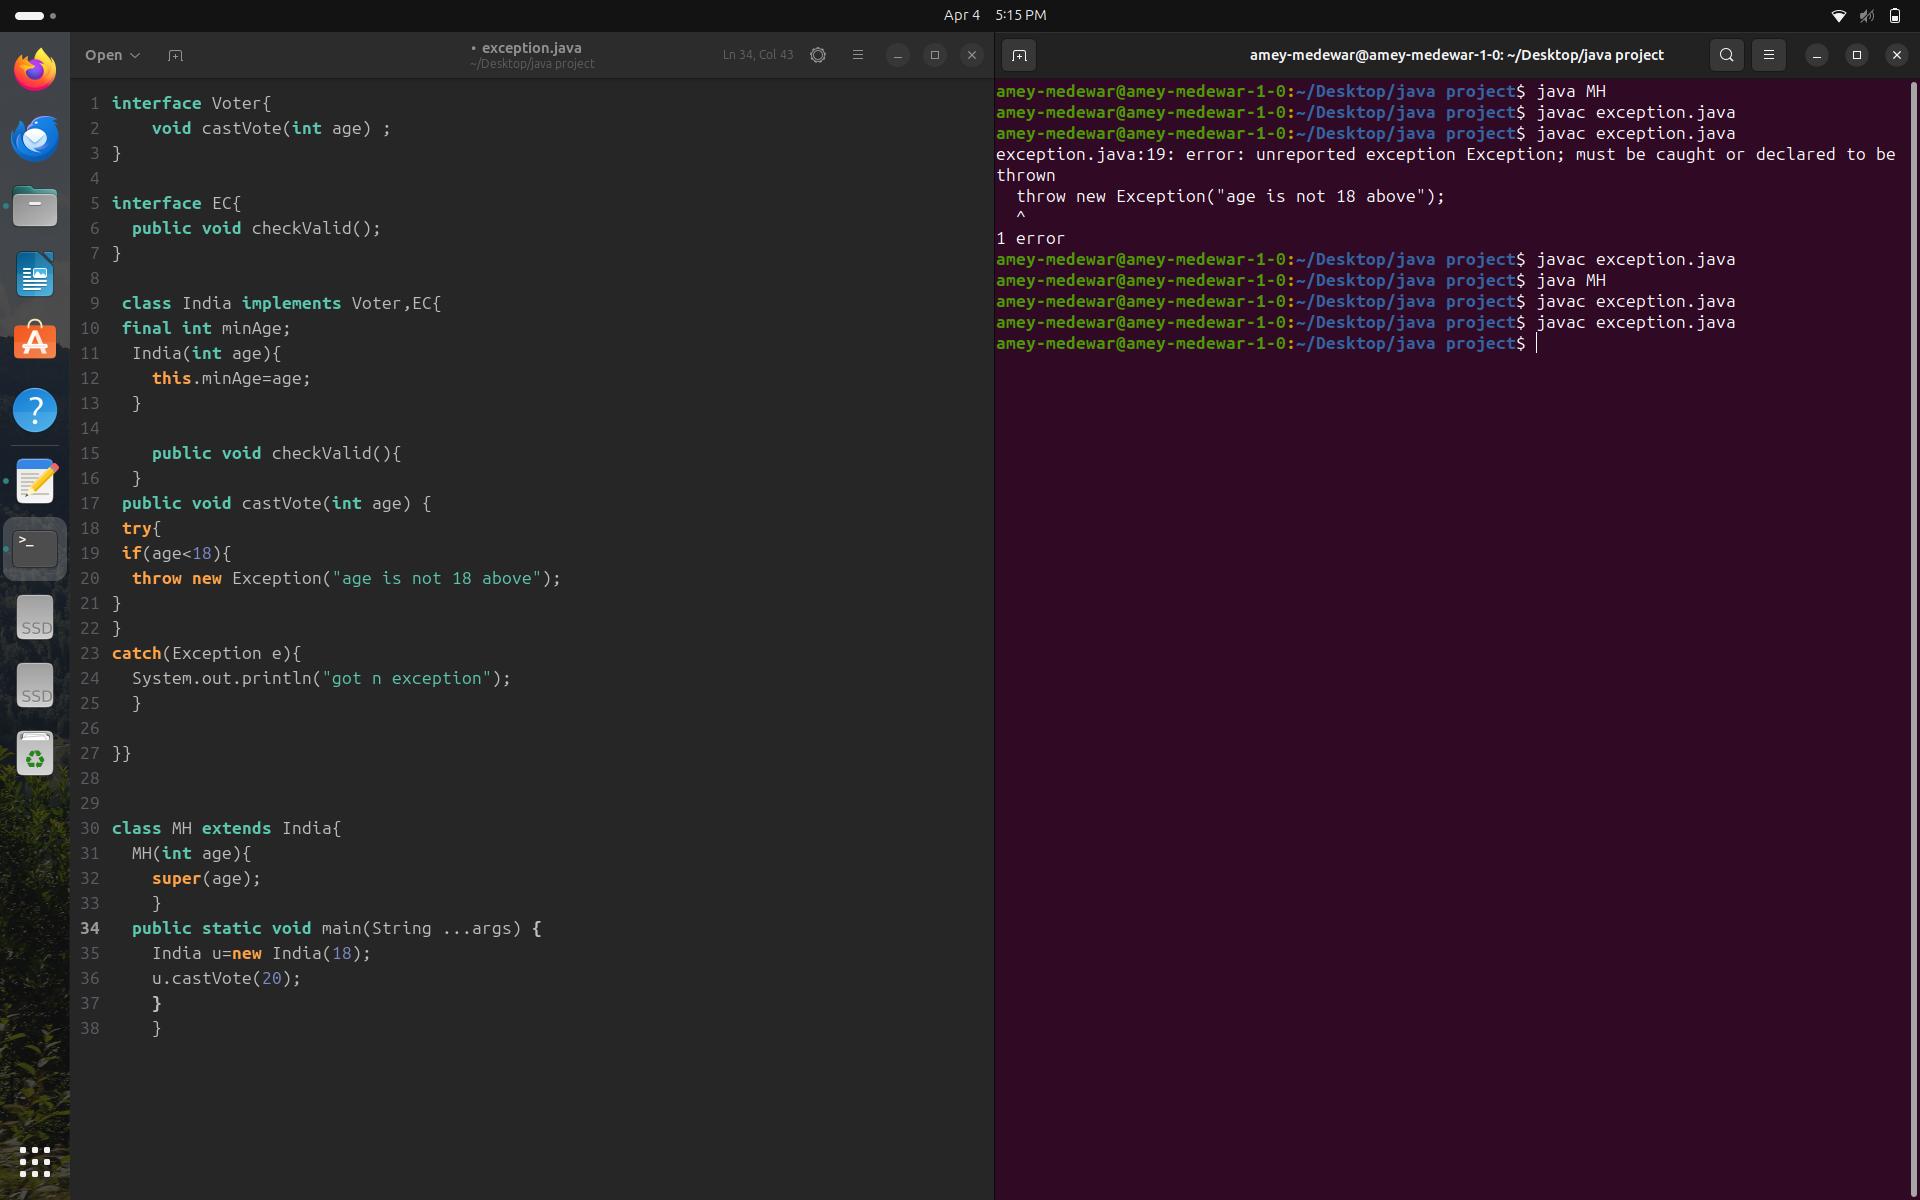 Apr 4 5:15 PM
Open
• exception.java
~/Desktop/java project
Ln 34, Col 43
1 interface Voter{
2     void castVote(int age) ;
3 }
4
5 interface EC{
6   public void checkValid();
7 }
8
9  class India implements Voter,EC{
10  final int minAge;
11   India(int age){
12     this.minAge=age;
13   }
14
15     public void checkValid(){
16   }
17  public void castVote(int age) {
18  try{
19  if(age<18){
20   throw new Exception("age is not 18 above");
21 }
22 }
23 catch(Exception e){
24   System.out.println("got n exception");
25   }
26
27 }}
28
29
30 class MH extends India{
31   MH(int age){
32     super(age);
33     }
34   public static void main(String ...args) {
35     India u=new India(18);
36     u.castVote(20);
37     }
38     }
amey-medewar@amey-medewar-1-0: ~/Desktop/java project
amey-medewar@amey-medewar-1-0:~/Desktop/java project$ java MH
amey-medewar@amey-medewar-1-0:~/Desktop/java project$ javac exception.java
amey-medewar@amey-medewar-1-0:~/Desktop/java project$ javac exception.java
exception.java:19: error: unreported exception Exception; must be caught or declared to be
thrown
  throw new Exception("age is not 18 above");
  ^
1 error
amey-medewar@amey-medewar-1-0:~/Desktop/java project$ javac exception.java
amey-medewar@amey-medewar-1-0:~/Desktop/java project$ java MH
amey-medewar@amey-medewar-1-0:~/Desktop/java project$ javac exception.java
amey-medewar@amey-medewar-1-0:~/Desktop/java project$ javac exception.java
amey-medewar@amey-medewar-1-0:~/Desktop/java project$
SSD
SSD